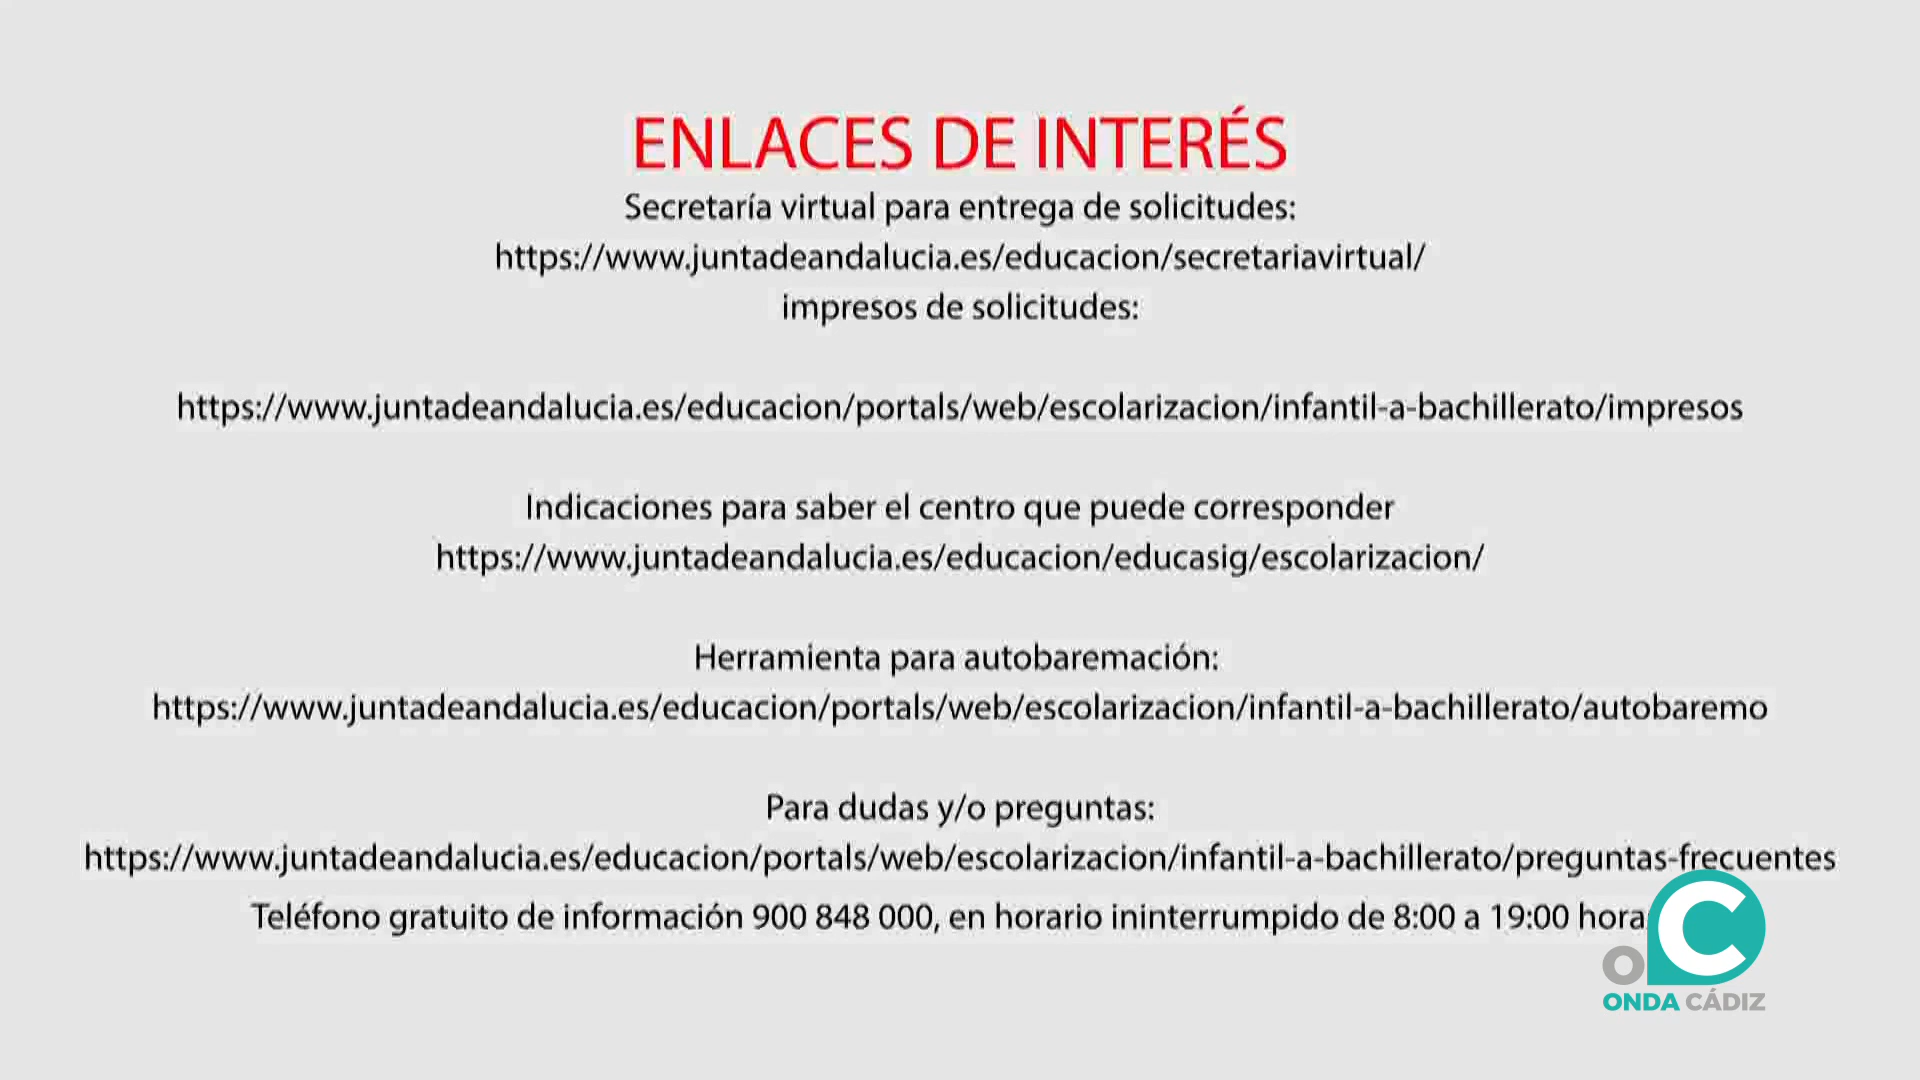 ENLACES DE INTERÉS
Secretaría virtual para entrega de solicitudes:
https://www.juntadeandalucia.es/educacion/secretariavirtual/
impresos de solicitudes:
https://www.juntadeandalucia.es/educacion/portals/web/escolarizacion/infantil-a-bachillerato/impresos
Indicaciones para saber el centro que puede corresponder
https://www.juntadeandalucia.es/educacion/educasig/escolarizacion/
Herramienta para autobaremación:
https://www.juntadeandalucia.es/educacion/portals/web/escolarizacion/infantil-a-bachillerato/autobaremo
Para dudas y/o preguntas:
https://www.juntadeandalucia.es/educacion/portals/web/escolarizacion/infantil-a-bachillerato/preguntas-frecuentes
Teléfono gratuito de información 900 848 000, en horario ininterrumpido de 8:00 a 19:00 hora
OC
ONDA CÁDIZ